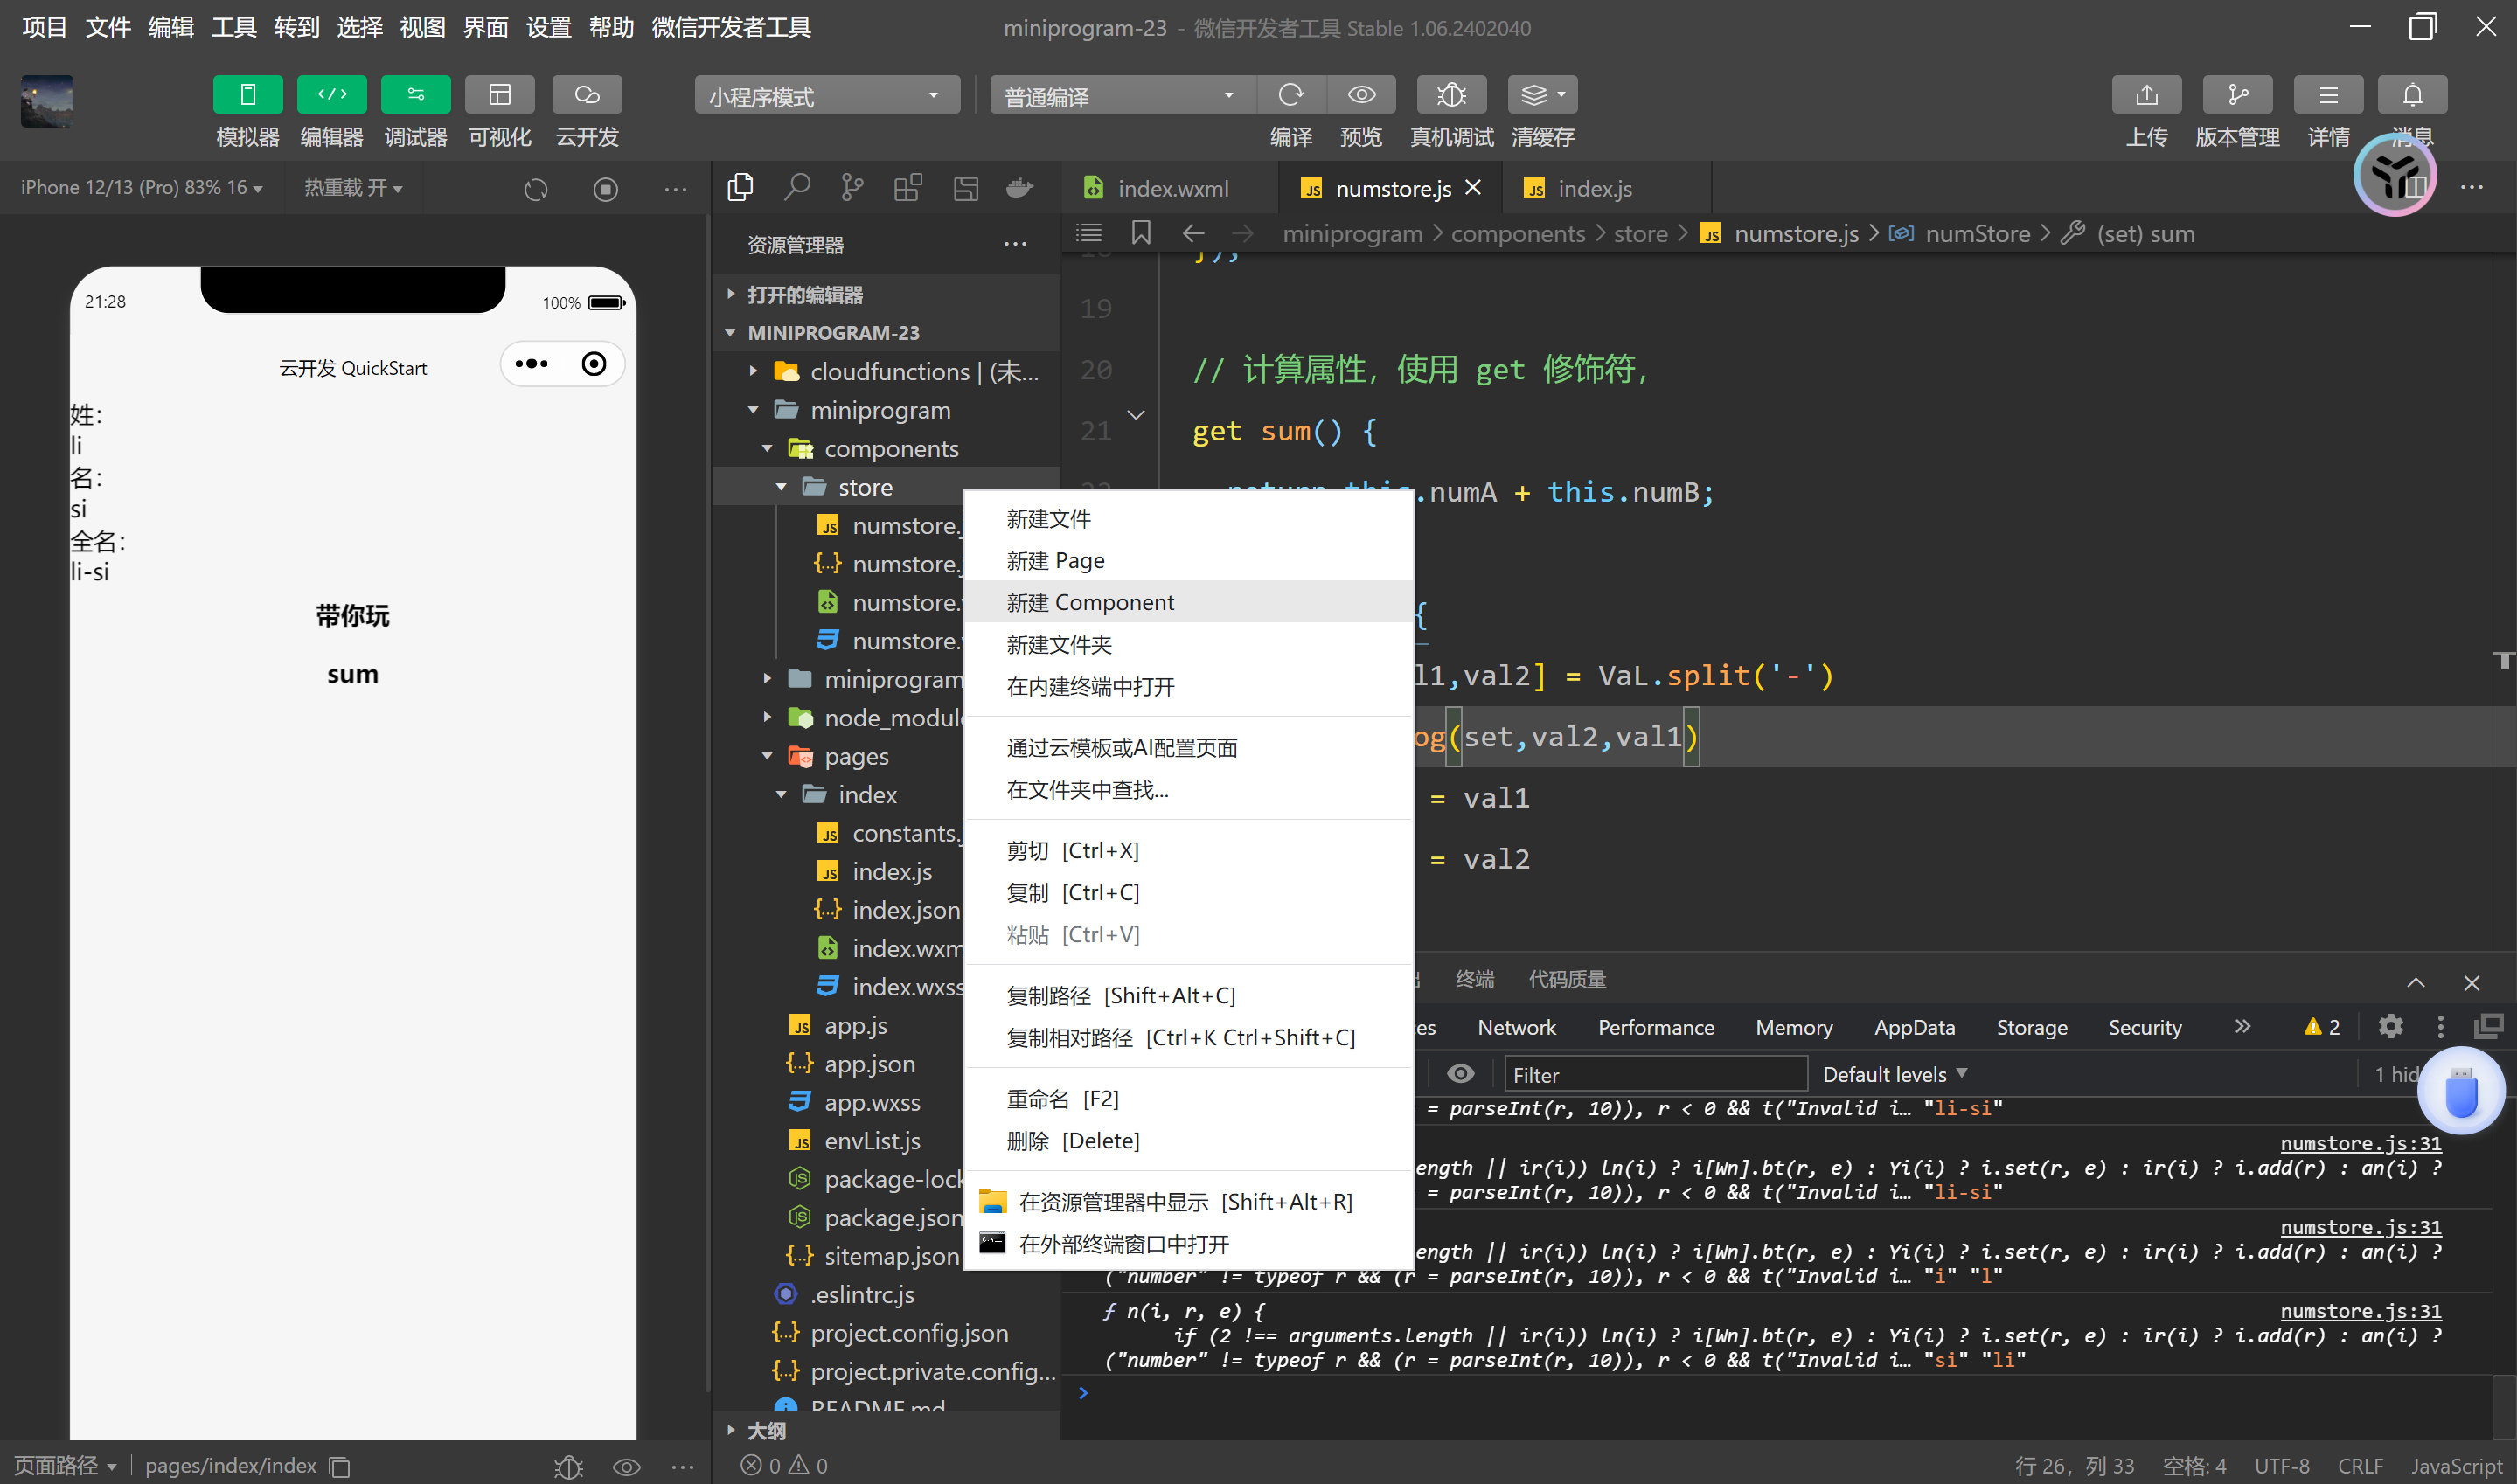 项目 文件 编辑 工具 转到 选择 视图 界面 设置 帮助 微信开发者工具
miniprogram-23 - 微信开发者工具 Stable 1.06.2402040
模拟器 编辑器 调试器 可视化 云开发
小程序模式
普通编译
编译 预览 真机调试 清缓存
上传 版本管理 详情 消息
iPhone 12/13 (Pro) 83% 16
热重载 开
21:28
100%
云开发 QuickStart
姓：
li
名：
si
全名：
li-si
带你玩
sum
页面路径
pages/index/index
资源管理器
打开的编辑器
MINIPROGRAM-23
cloudfunctions | (未...
miniprogram
components
store
numstore.j
numstore.j
numstore.
numstore.
miniprogram
node_modul
pages
index
constants.j
index.js
index.json
index.wxm
index.wxss
app.js
app.json
app.wxss
envList.js
package-lock
package.json
sitemap.json
.eslintrc.js
project.config.json
project.private.config...
README.md
大纲
0 0
新建文件
新建 Page
新建 Component
新建文件夹
在内建终端中打开
通过云模板或AI配置页面
在文件夹中查找...
剪切 [Ctrl+X]
复制 [Ctrl+C]
粘贴 [Ctrl+V]
复制路径 [Shift+Alt+C]
复制相对路径 [Ctrl+K Ctrl+Shift+C]
重命名 [F2]
删除 [Delete]
在资源管理器中显示 [Shift+Alt+R]
在外部终端窗口中打开
index.wxml
numstore.js
index.js
miniprogram > components > store > numstore.js > numStore > (set) sum
});
19
20 // 计算属性，使用 get 修饰符，
21 get sum() {
return this.numA + this.numB;
{
l1,val2] = VaL.split('-')
og(set,val2,val1)
= val1
= val2
终端 代码质量
es Network Performance Memory AppData Storage Security
2
Filter
Default levels
1 hid
= parseInt(r, 10)), r < 0 && t("Invalid i… "li-si"
numstore.js:31
ength || ir(i)) ln(i) ? i[Wn].bt(r, e) : Yi(i) ? i.set(r, e) : ir(i) ? i.add(r) : an(i) ?
= parseInt(r, 10)), r < 0 && t("Invalid i… "li-si"
numstore.js:31
ength || ir(i)) ln(i) ? i[Wn].bt(r, e) : Yi(i) ? i.set(r, e) : ir(i) ? i.add(r) : an(i) ?
("number" != typeof r && (r = parseInt(r, 10)), r < 0 && t("Invalid i… "i" "l"
numstore.js:31
ƒ n(i, r, e) {
if (2 !== arguments.length || ir(i)) ln(i) ? i[Wn].bt(r, e) : Yi(i) ? i.set(r, e) : ir(i) ? i.add(r) : an(i) ?
("number" != typeof r && (r = parseInt(r, 10)), r < 0 && t("Invalid i… "si" "li"
行 26，列 33 空格: 4 UTF-8 CRLF JavaScript